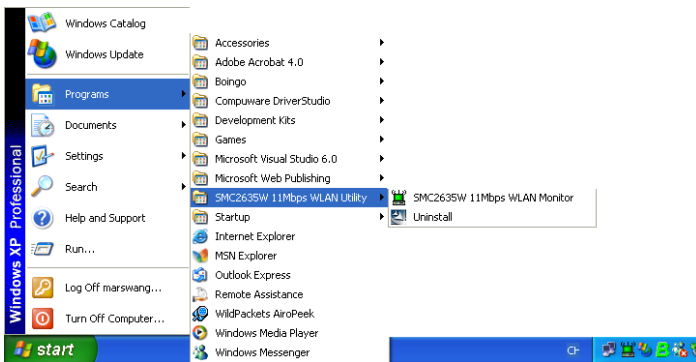 Windows Catalog
Windows Update
Programs
Documents
Settings
Search
Help and Support
Run...
Log Off marswang...
Turn Off Computer...
Windows XP Professional
Accessories
Adobe Acrobat 4.0
Boingo
Compuware DriverStudio
Development Kits
Games
Microsoft Visual Studio 6.0
Microsoft Web Publishing
SMC2635W 11Mbps WLAN Utility
Startup
Internet Explorer
MSN Explorer
Outlook Express
Remote Assistance
WildPackets AiroPeek
Windows Media Player
Windows Messenger
SMC2635W 11Mbps WLAN Monitor
Uninstall
start
CH